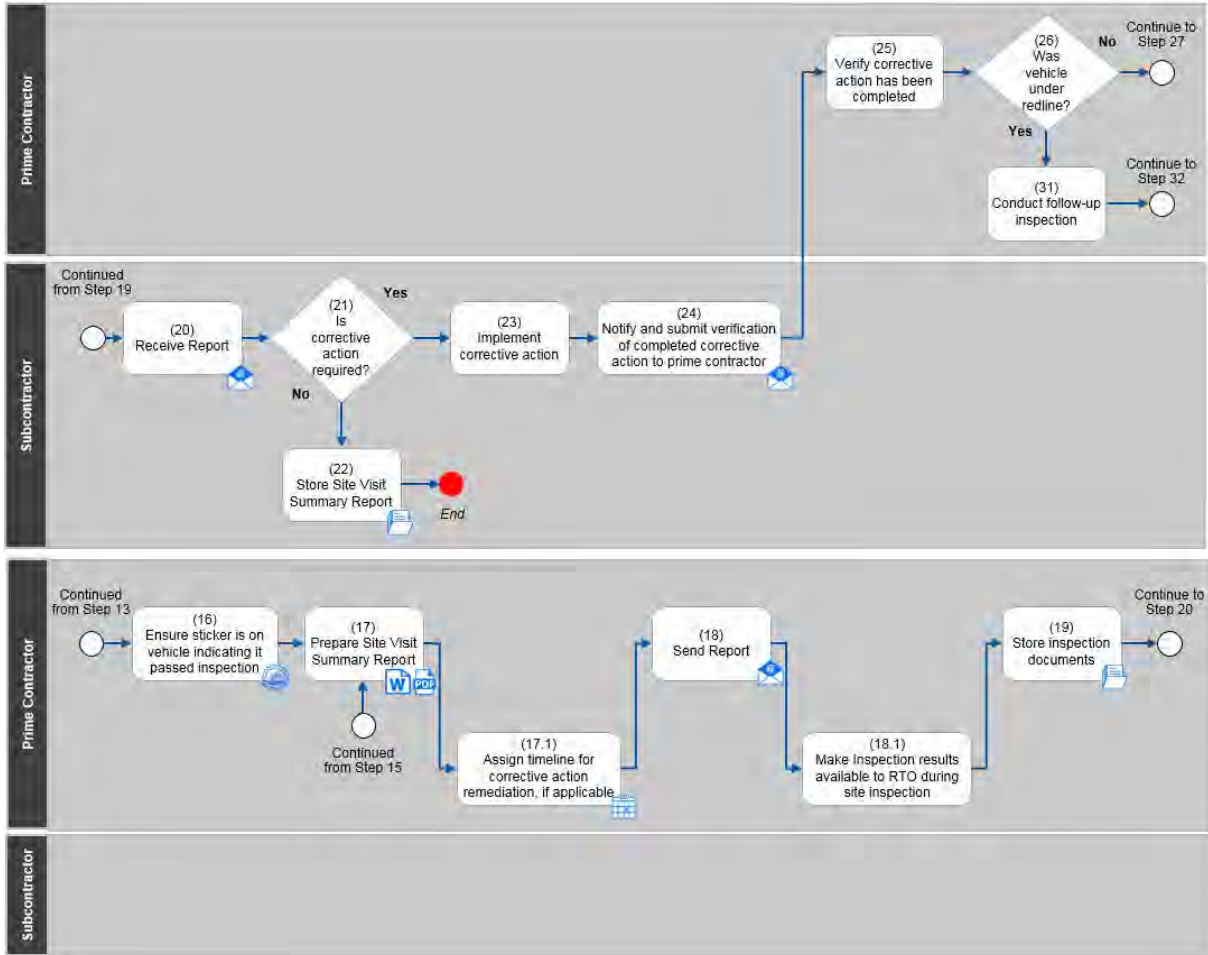 Prime Contractor
(25)
Verify corrective
action has been
completed
(26)
Was
vehicle
under
redline?
No
Continue to
Step 27
Yes
(31)
Conduct follow-up
inspection
Continue to
Step 32
Subcontractor
Continued
from Step 19
(20)
Receive Report
(21)
Is
corrective
action
required?
Yes
No
(23)
Implement
corrective action
(24)
Notify and submit verification
of completed corrective
action to prime contractor
(22)
Store Site Visit
Summary Report
End
Prime Contractor
Continued
from Step 13
(16)
Ensure sticker is on
vehicle indicating it
passed inspection
(17)
Prepare Site Visit
Summary Report
W
PDF
Continued
from Step 15
(17.1)
Assign timeline for
corrective action
remediation, if applicable
(18)
Send Report
(18.1)
Make Inspection results
available to RTO during
site inspection
(19)
Store inspection
documents
Continue to
Step 20
Subcontractor